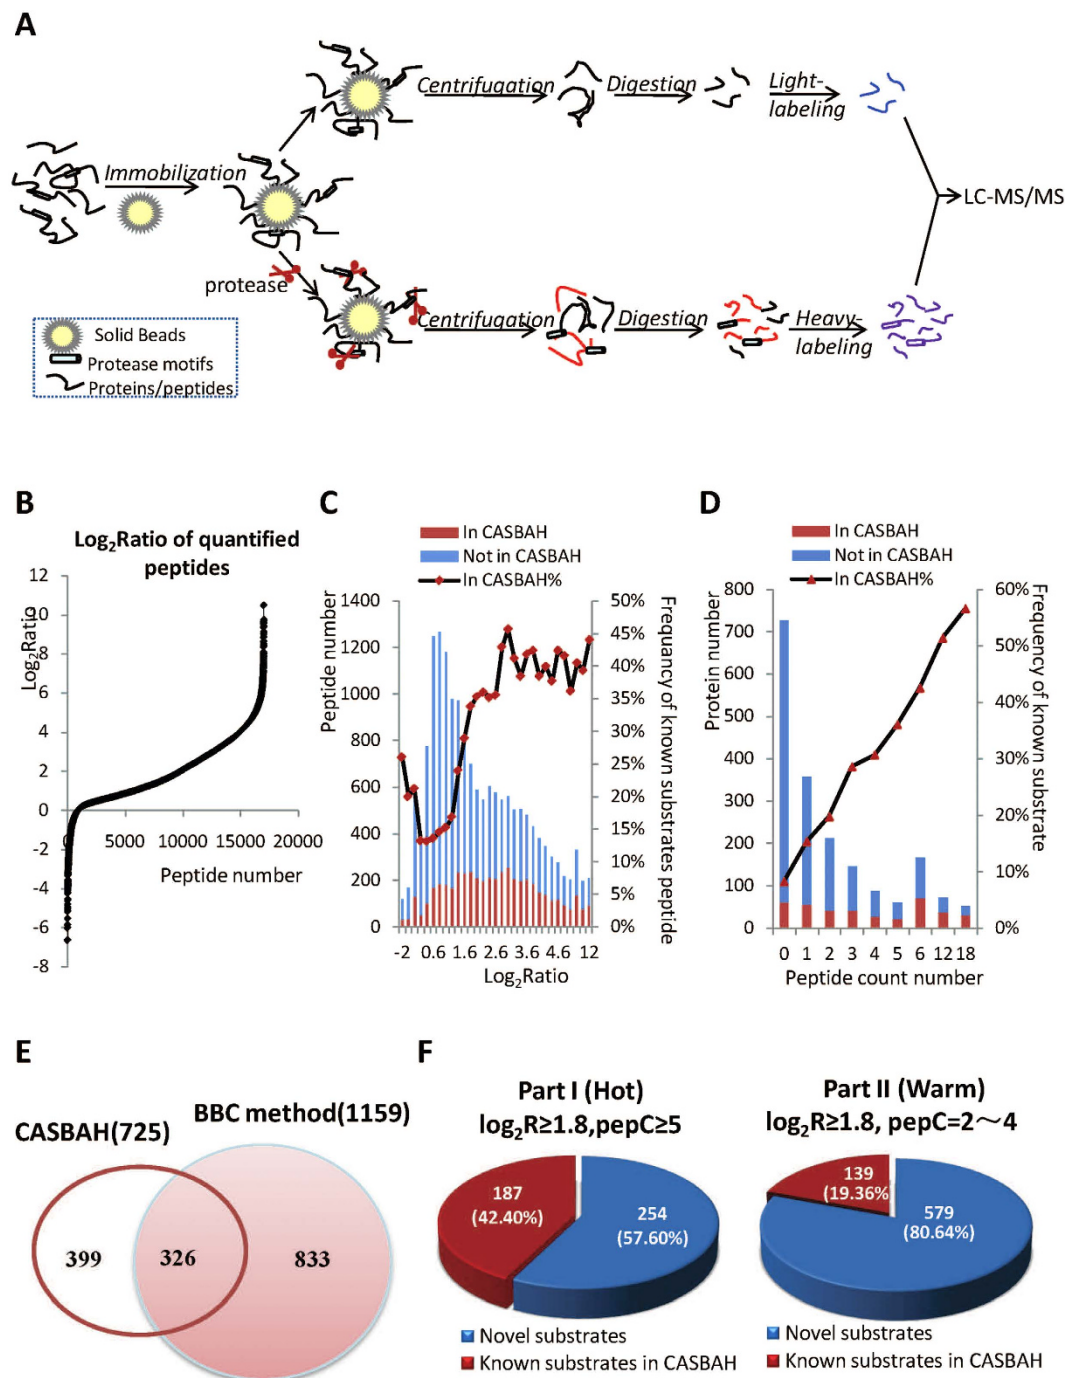 A
Immobilization
Centrifugation
Digestion
Light-
labeling
LC-MS/MS
protease
Centrifugation
Digestion
Heavy-
labeling
Solid Beads
Protease motifs
Proteins/peptides
B
Log2Ratio of quantified
peptides
Log2Ratio
12
10
8
6
4
2
0
-2
-4
-6
-8
0
5000
10000
15000
20000
Peptide number
C
In CASBAH
Not in CASBAH
In CASBAH%
Peptide number
1400
1200
1000
800
600
400
200
0
50%
45%
40%
35%
30%
25%
20%
15%
10%
5%
0%
Frequency of known substrates peptide
-2 0.6 1.6 2.6 3.6 4.6 12
Log2Ratio
D
In CASBAH
Not in CASBAH
In CASBAH%
Protein number
800
700
600
500
400
300
200
100
0
60%
50%
40%
30%
20%
10%
0%
Frequency of known substrate
0 1 2 3 4 5 6 12 18
Peptide count number
E
CASBAH(725)
BBC method(1159)
399
326
833
F
Part I (Hot)
log2R≥1.8,pepC≥5
187
(42.40%)
254
(57.60%)
Novel substrates
Known substrates in CASBAH
Part II (Warm)
log2R≥1.8, pepC=2～4
139
(19.36%)
579
(80.64%)
Novel substrates
Known substrates in CASBAH